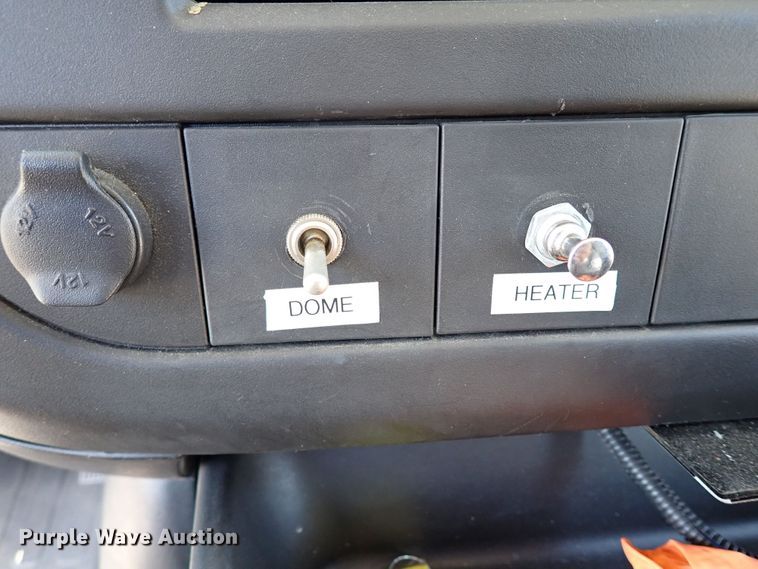 12V
12V
12V
DOME
HEATER
Purple Wave Auction